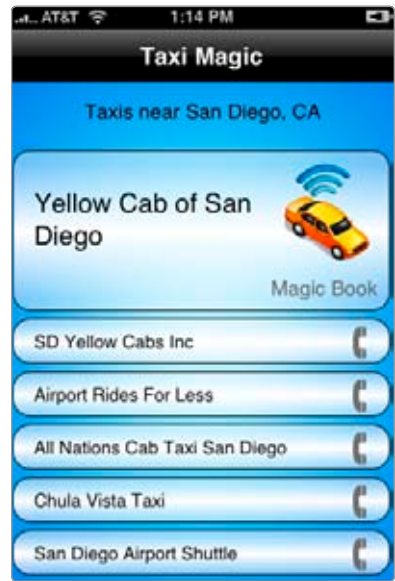 AT&T 1:14 PM
Taxi Magic
Taxis near San Diego, CA
Yellow Cab of San
Diego
Magic Book
SD Yellow Cabs Inc
Airport Rides For Less
All Nations Cab Taxi San Diego
Chula Vista Taxi
San Diego Airport Shuttle